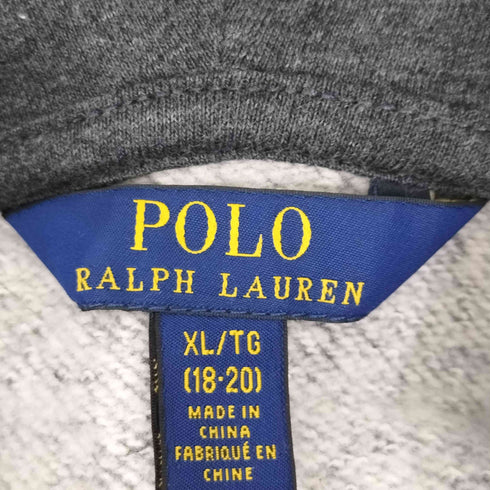 POLO
RALPH LAUREN
XL/TG
(18-20)
MADE IN
CHINA
FABRIQUÉ EN
CHINE